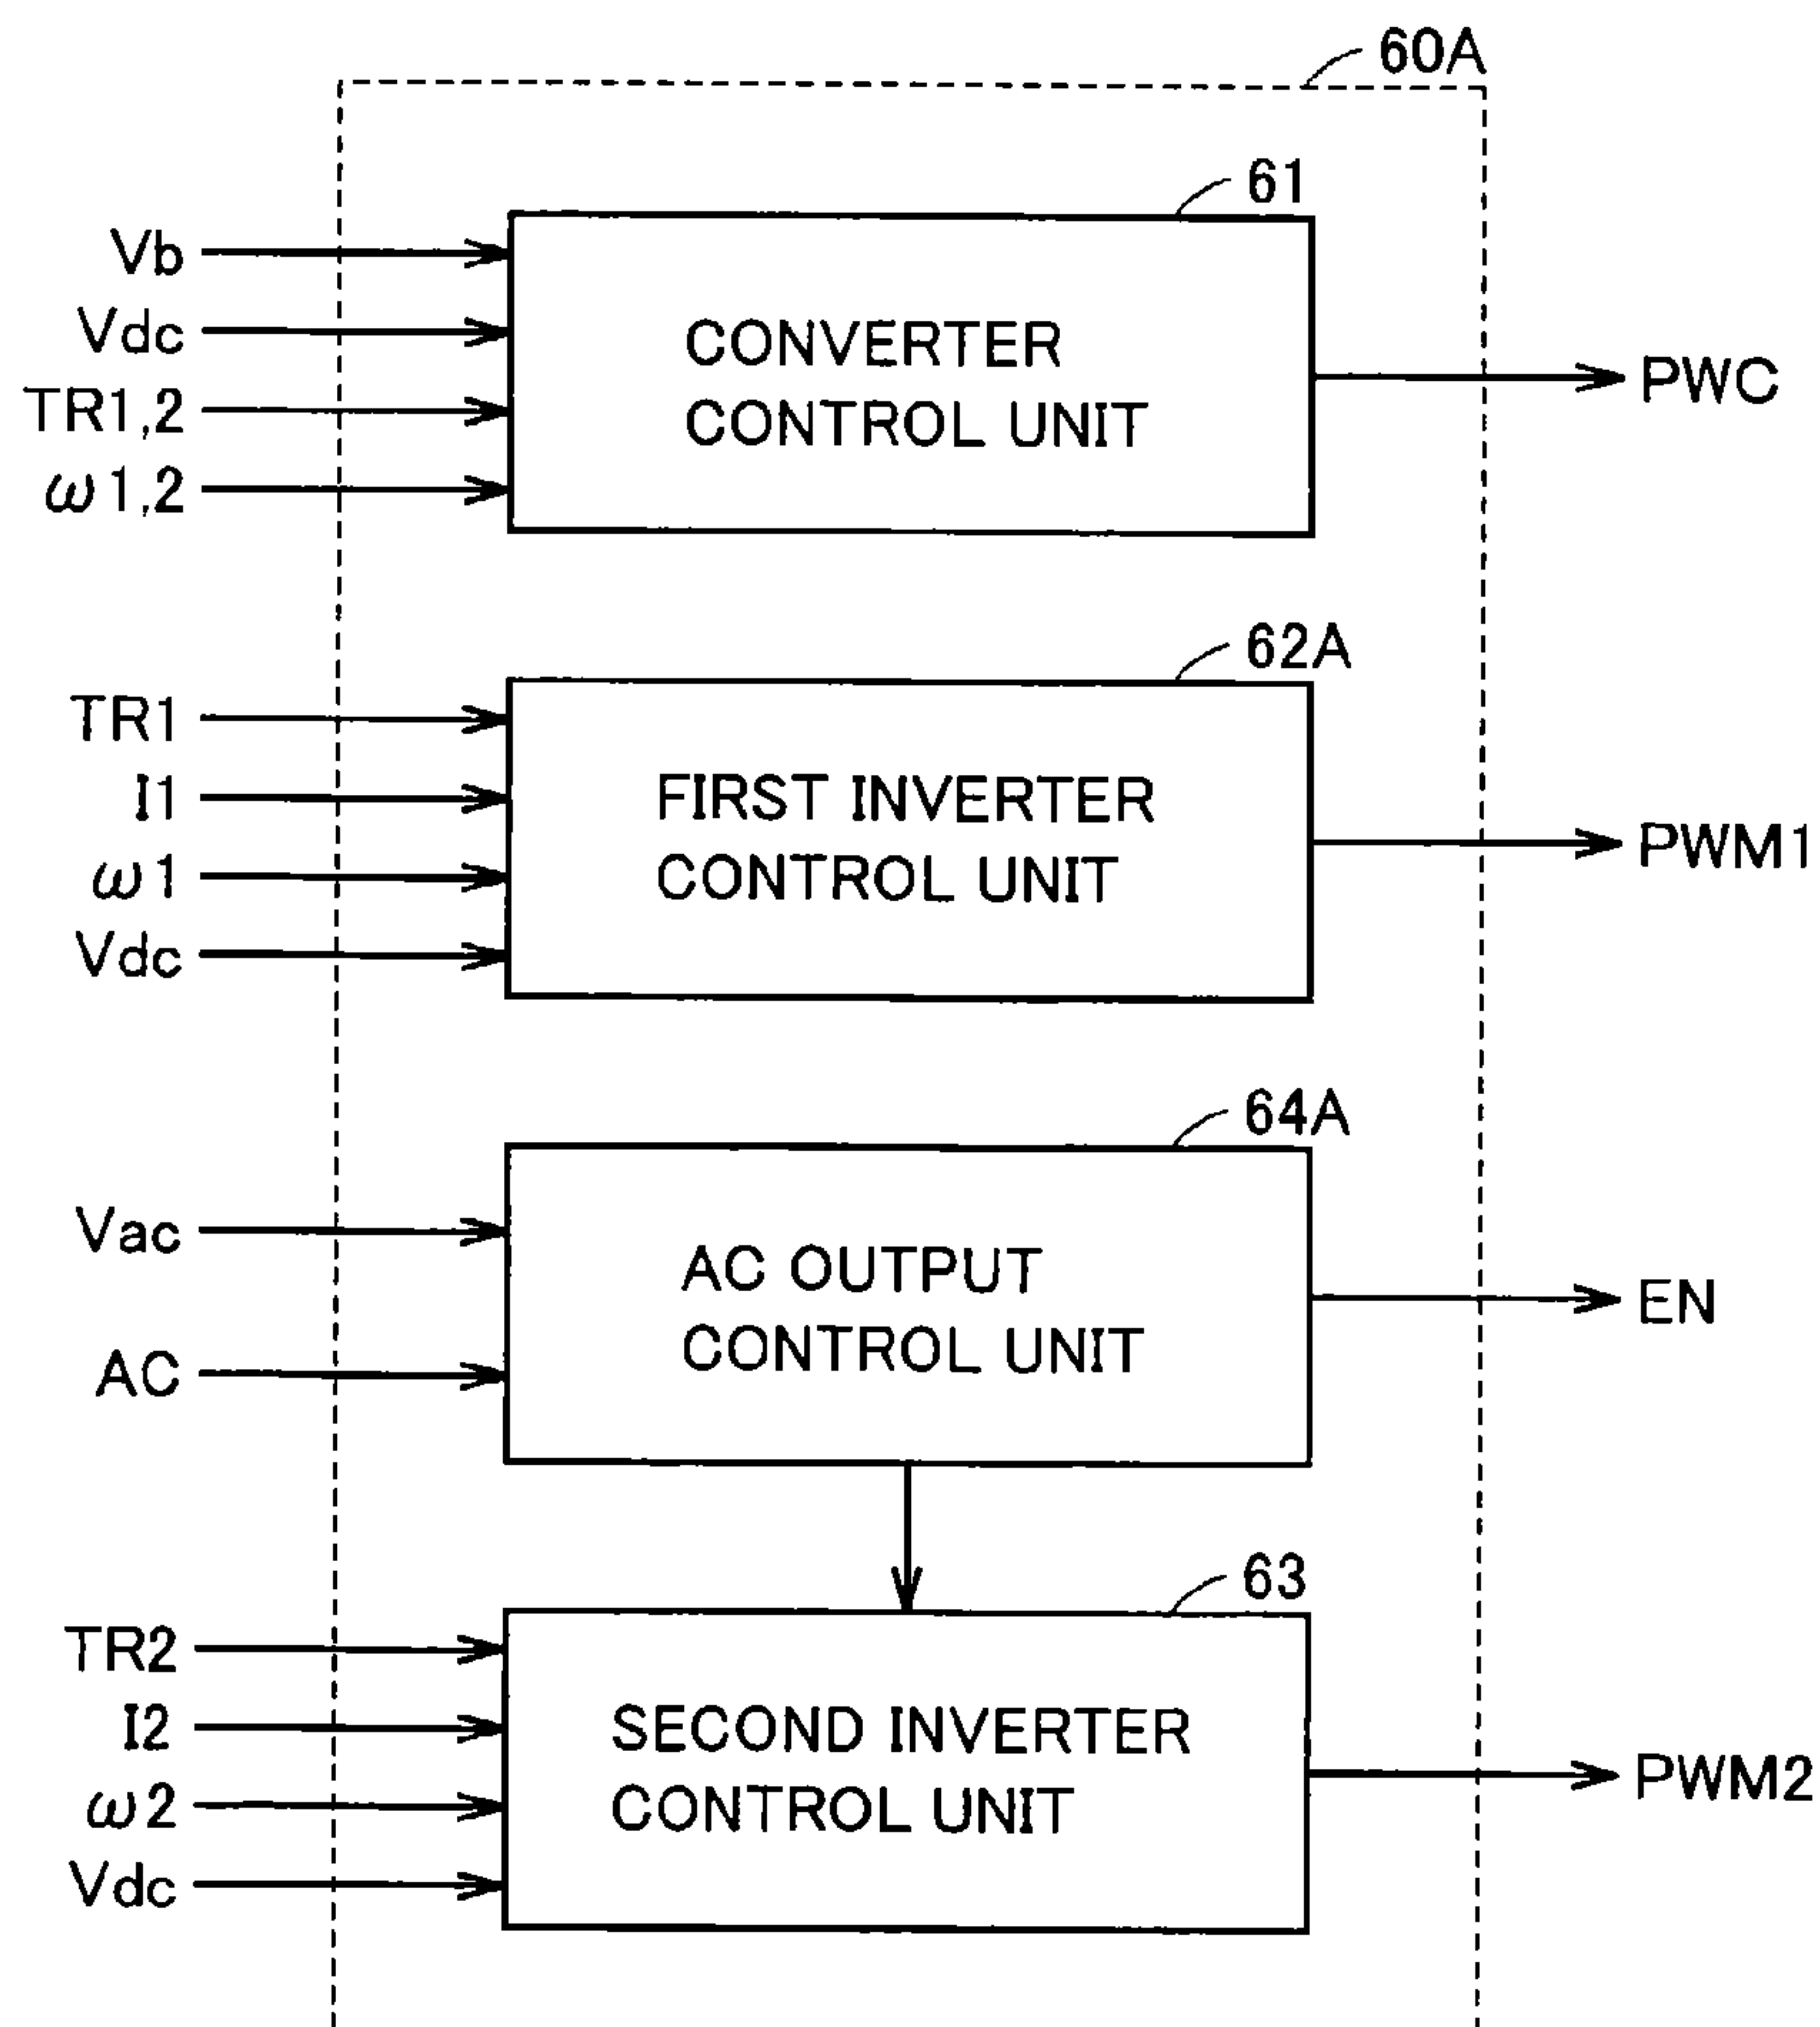 60A
61
Vb
Vdc
TR1,2
ω1,2
CONVERTER
CONTROL UNIT
PWC
62A
TR1
I1
ω1
Vdc
FIRST INVERTER
CONTROL UNIT
PWM1
64A
Vac
AC
AC OUTPUT
CONTROL UNIT
EN
63
TR2
I2
ω2
Vdc
SECOND INVERTER
CONTROL UNIT
PWM2